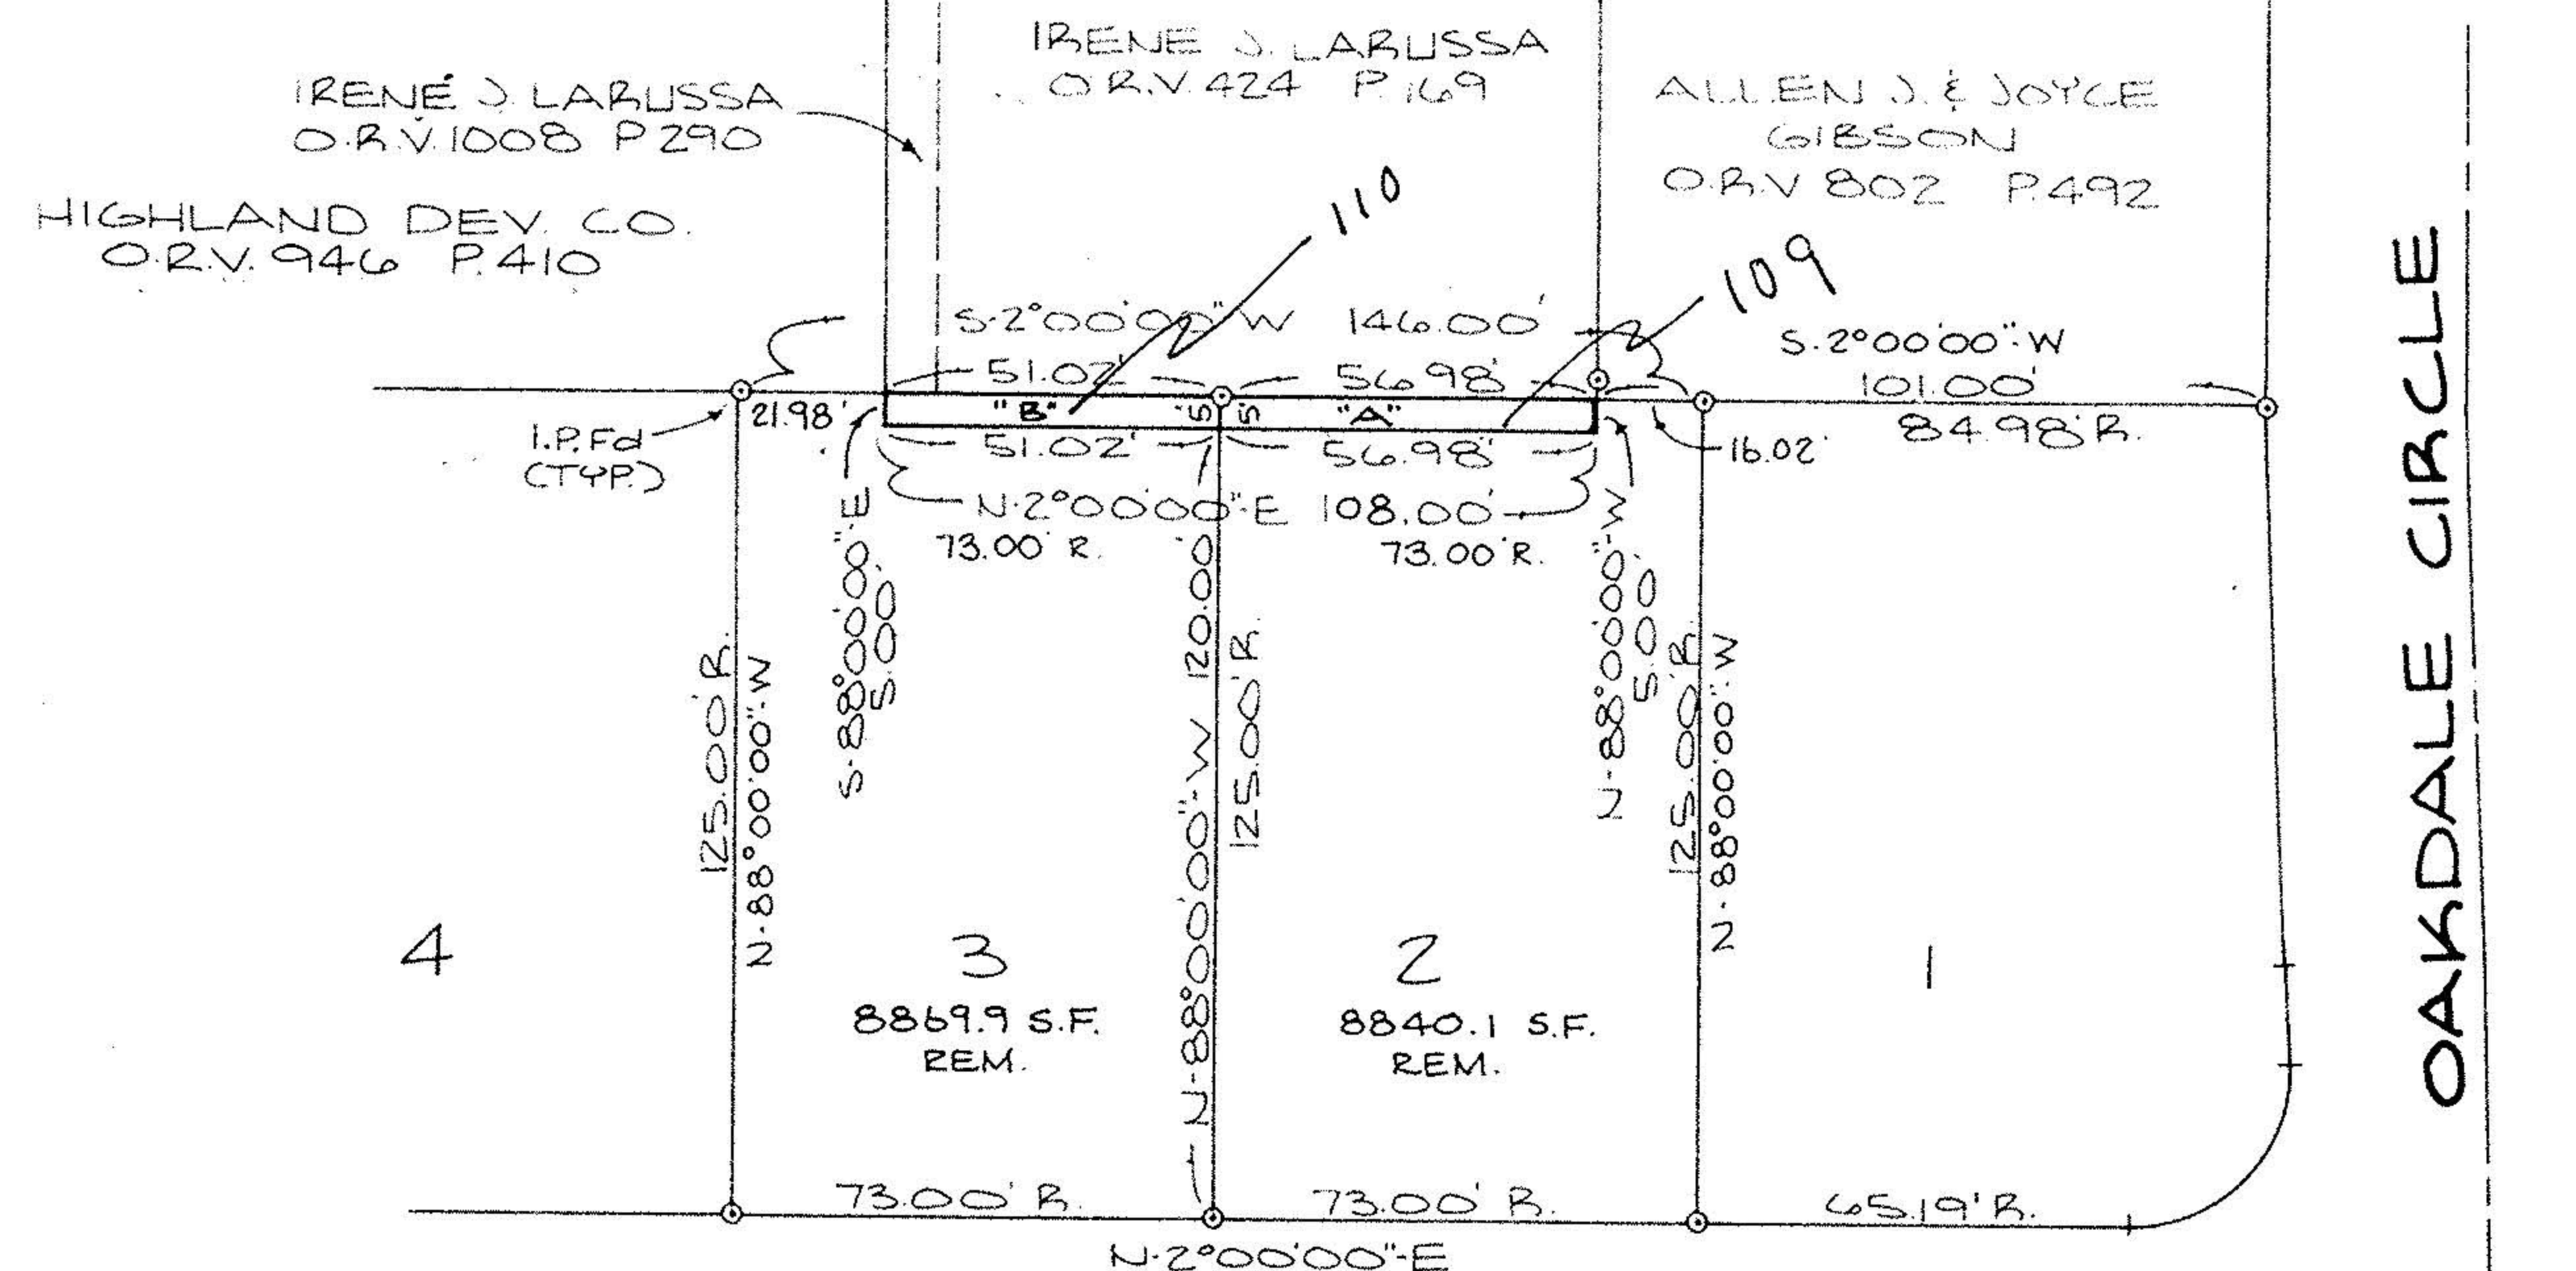 IRENE J. LARUSSA
O.R.V. 424 P. 169
IRENE J. LARUSSA
O.R.V. 1008 P 290
ALLEN J. & JOYCE
GIBSON
O.R.V 802 P. 492
HIGHLAND DEV. CO.
O.R.V. 946 P. 410
110
109
S-2°00'00"W 146.00'
S-2°00'00"-W
101.00'
84.98' R.
51.02' 56.98'
21.98' "B" 5' 5' "A"
16.02'
I.P. Fd
(TYP.)
51.02' 56.98'
N-2°00'00"-E 108.00'
73.00' R. 73.00' R.
S-88°00'00"-E
5.00'
N-88°00'00"-W
5.00'
125.00' R.
N-88°00'00"-W
N-88°00'00"-W 120.00'
125.00' R.
125.00' R.
N-88°00'00"-W
OAKDALE CIRCLE
4
3
8869.9 S.F.
REM.
2
8840.1 S.F.
REM.
1
73.00' R. 73.00' R. 65.19' R.
N-2°00'00"-E